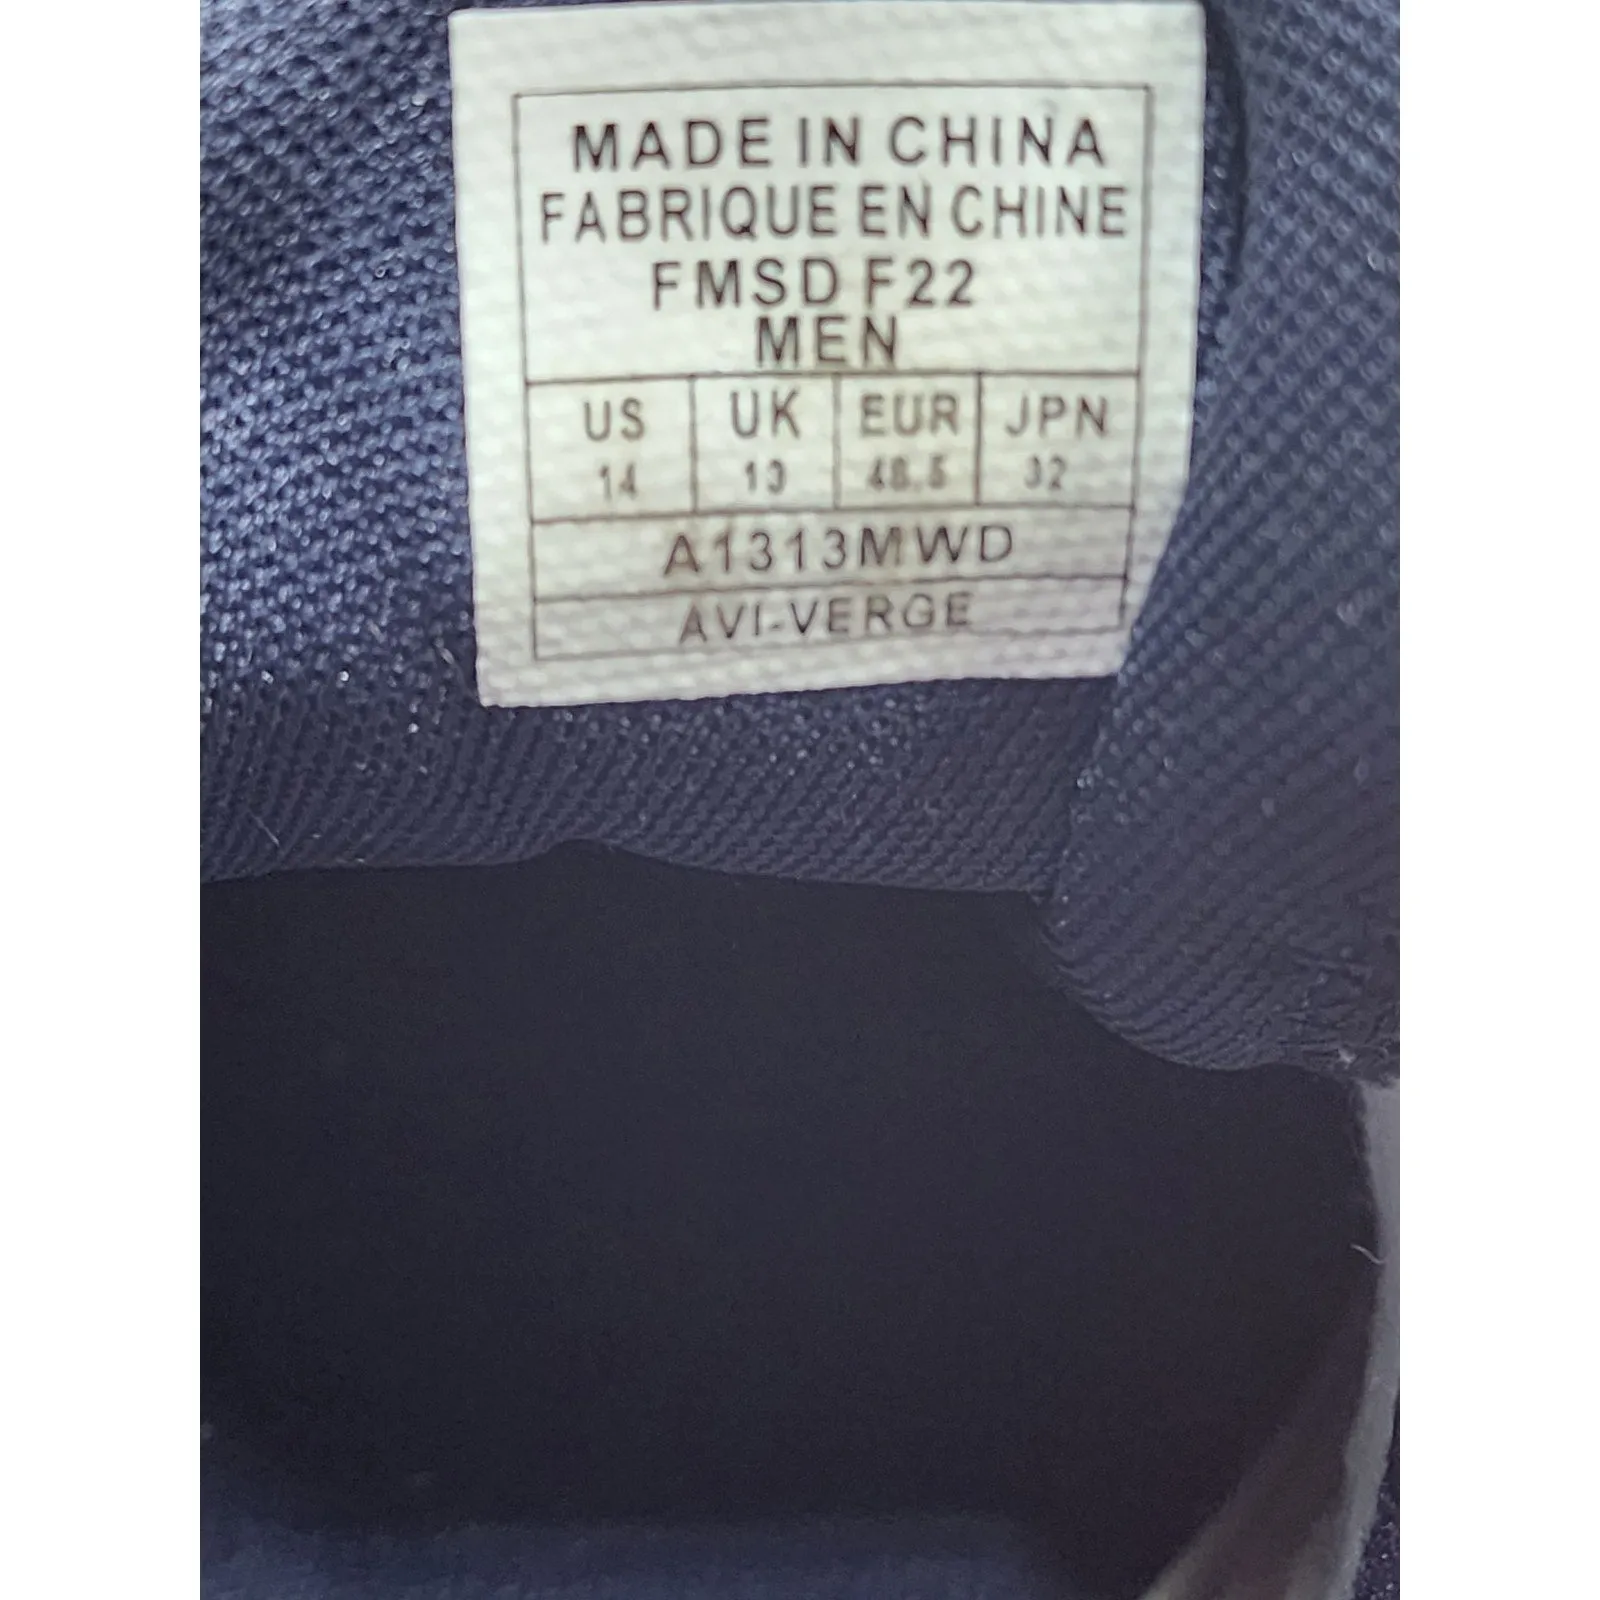 MADE IN CHINA
FABRIQUE EN CHINE
FMSD F22
MEN
US UK EUR JPN
14 13 48.5 32
A1313MWD
AVI-VERGE